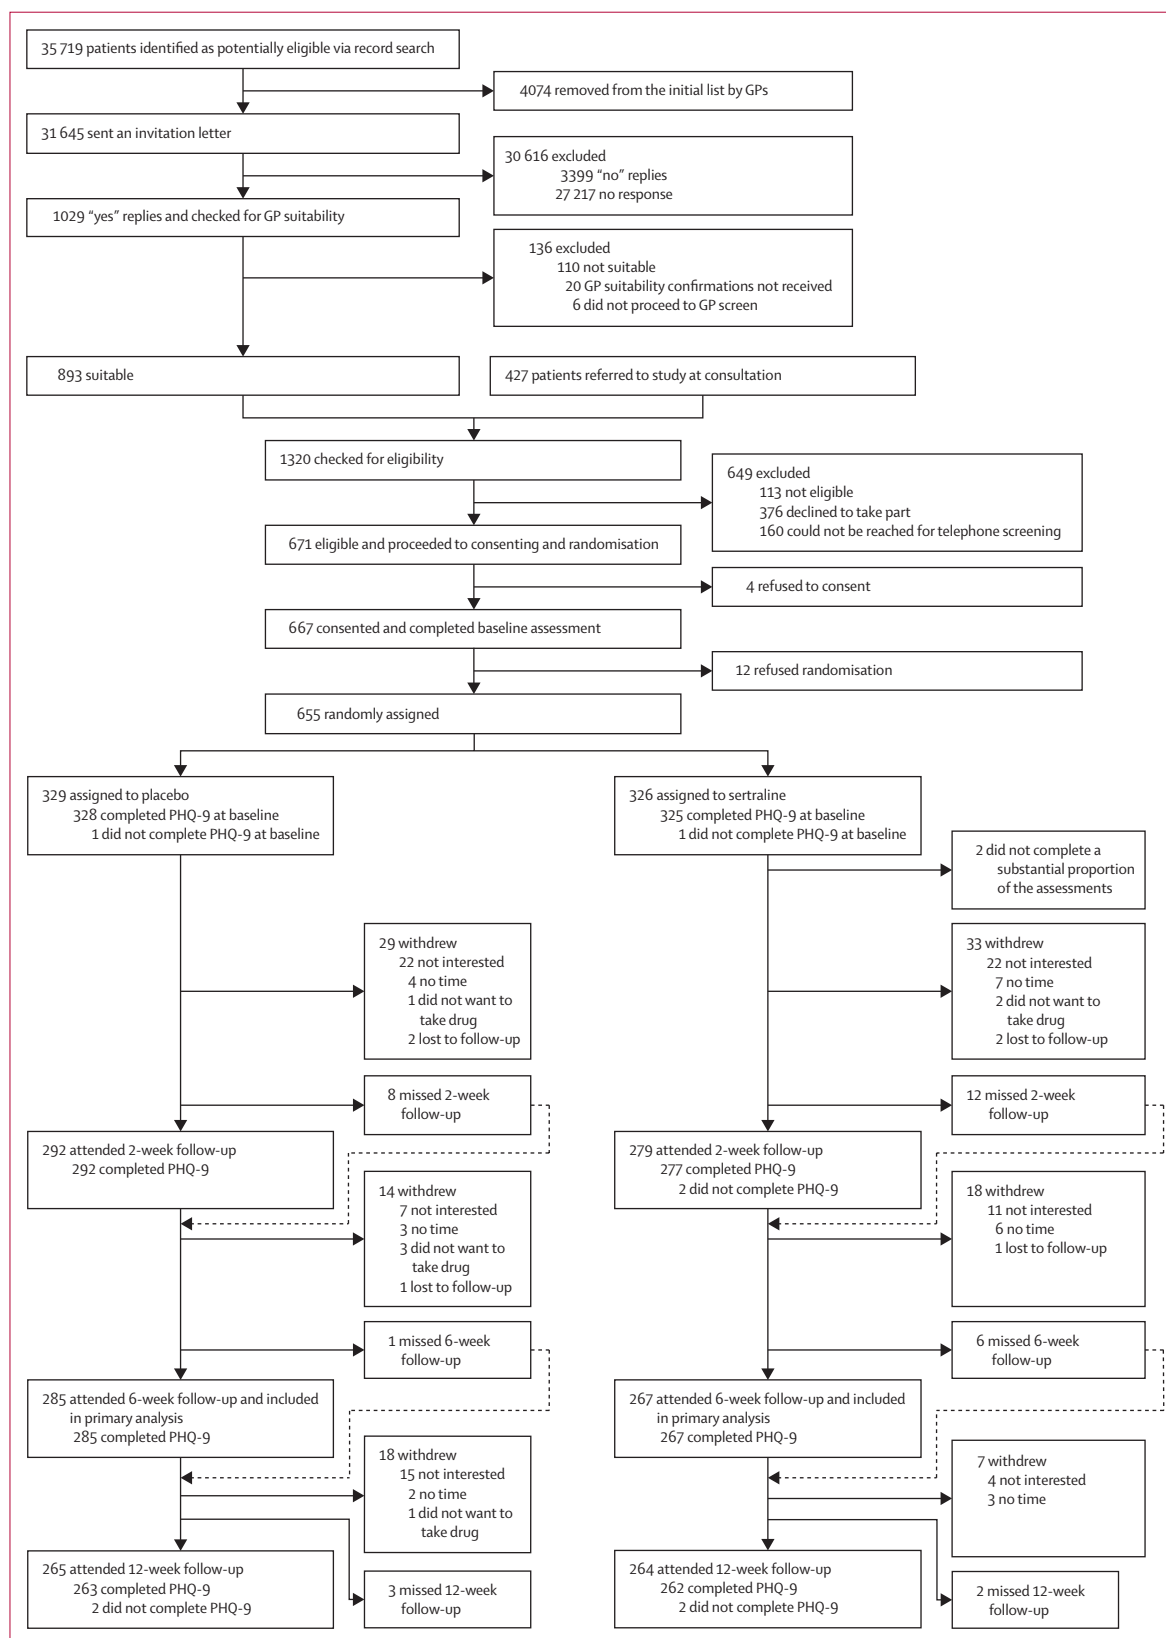 35 719 patients identified as potentially eligible via record search
4074 removed from the initial list by GPs
31 645 sent an invitation letter
30 616 excluded
3399 “no” replies
27 217 no response
1029 “yes” replies and checked for GP suitability
136 excluded
110 not suitable
20 GP suitability confirmations not received
6 did not proceed to GP screen
893 suitable
427 patients referred to study at consultation
1320 checked for eligibility
649 excluded
113 not eligible
376 declined to take part
160 could not be reached for telephone screening
671 eligible and proceeded to consenting and randomisation
4 refused to consent
667 consented and completed baseline assessment
12 refused randomisation
655 randomly assigned
329 assigned to placebo
328 completed PHQ-9 at baseline
1 did not complete PHQ-9 at baseline
326 assigned to sertraline
325 completed PHQ-9 at baseline
1 did not complete PHQ-9 at baseline
2 did not complete a
substantial proportion
of the assessments
29 withdrew
22 not interested
4 no time
1 did not want to
take drug
2 lost to follow-up
33 withdrew
22 not interested
7 no time
2 did not want to
take drug
2 lost to follow-up
8 missed 2-week
follow-up
12 missed 2-week
follow-up
292 attended 2-week follow-up
292 completed PHQ-9
279 attended 2-week follow-up
277 completed PHQ-9
2 did not complete PHQ-9
14 withdrew
7 not interested
3 no time
3 did not want to
take drug
1 lost to follow-up
18 withdrew
11 not interested
6 no time
1 lost to follow-up
1 missed 6-week
follow-up
6 missed 6-week
follow-up
285 attended 6-week follow-up and included
in primary analysis
285 completed PHQ-9
267 attended 6-week follow-up and included
in primary analysis
267 completed PHQ-9
18 withdrew
15 not interested
2 no time
1 did not want to
take drug
7 withdrew
4 not interested
3 no time
265 attended 12-week follow-up
263 completed PHQ-9
2 did not complete PHQ-9
3 missed 12-week
follow-up
264 attended 12-week follow-up
262 completed PHQ-9
2 did not complete PHQ-9
2 missed 12-week
follow-up